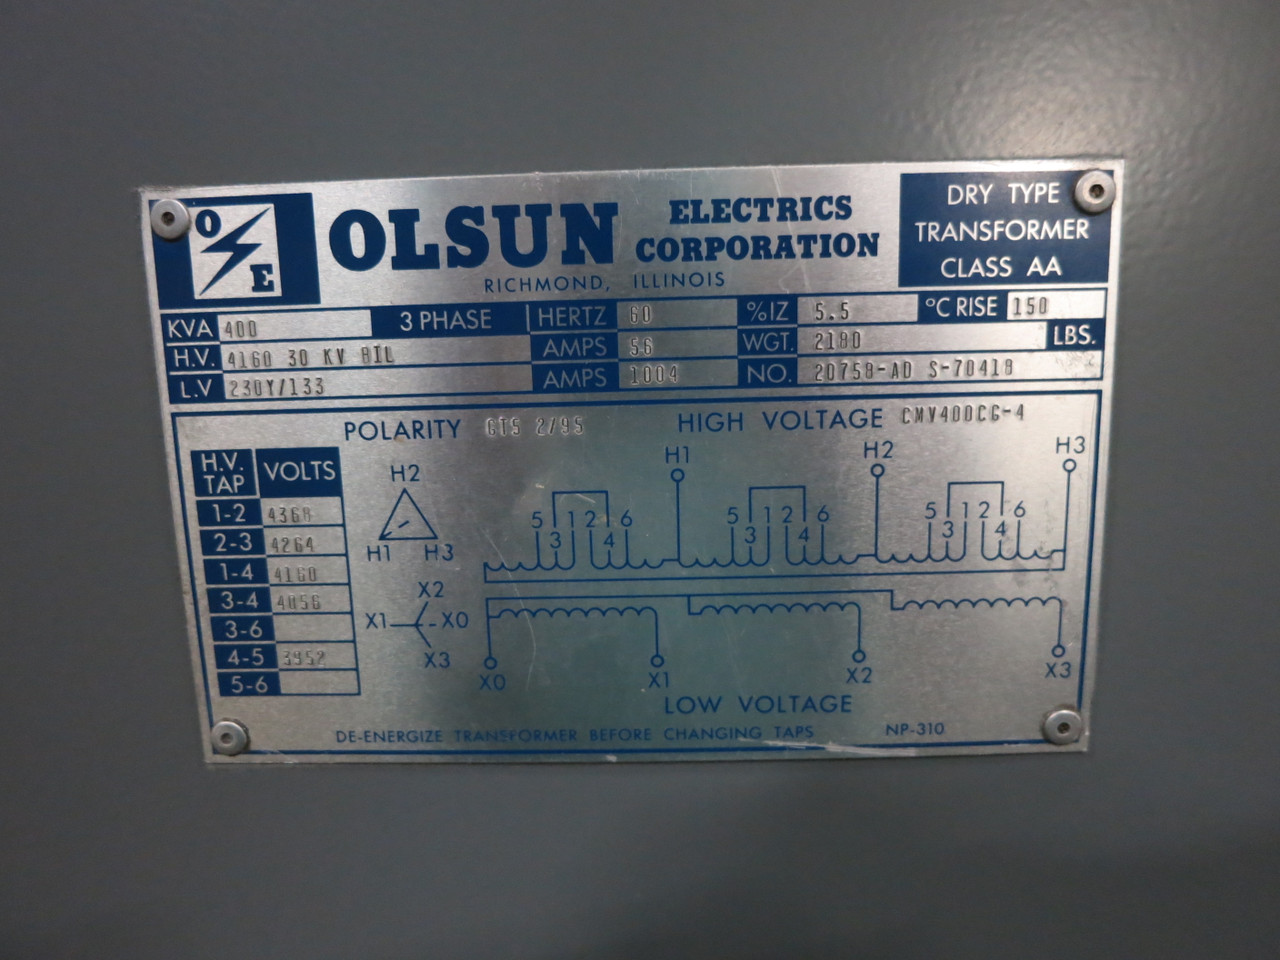 O E
OLSUN ELECTRICS CORPORATION
RICHMOND, ILLINOIS
DRY TYPE
TRANSFORMER
CLASS AA
KVA 400 3 PHASE HERTZ 60 %IZ 5.5 °C RISE 150
H.V. 4160 30 KV BIL AMPS 56 WGT. 2180 LBS.
L.V 230Y/133 AMPS 1004 NO. 20758-AD S-70418
POLARITY GTS 2/95 HIGH VOLTAGE CMV400CG-4
H.V. TAP VOLTS
1-2 4368
2-3 4264
1-4 4160
3-4 4056
3-6
4-5 3952
5-6
H2
H1 H3
X2
X1 X0
X3
H1 H2 H3
5 1 2 6 5 1 2 6 5 1 2 6
3 4 3 4 3 4
X0 X1 X2 X3
LOW VOLTAGE
DE-ENERGIZE TRANSFORMER BEFORE CHANGING TAPS NP-310